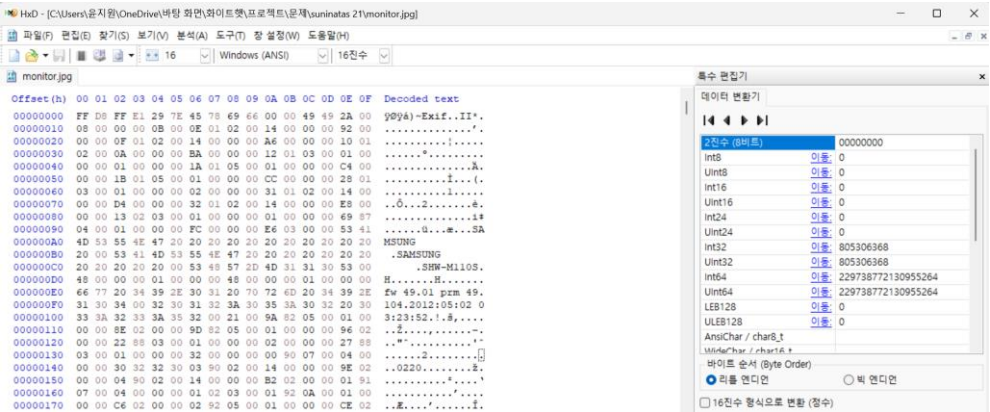 HxD - [C:\Users\윤지원\OneDrive\바탕 화면\화이트햇\프로젝트\문제\suninatas 21\monitor.jpg]
파일(F) 편집(E) 찾기(S) 보기(V) 분석(A) 도구(T) 창 설정(W) 도움말(H)
16 Windows (ANSI) 16진수
monitor.jpg
Offset(h) 00 01 02 03 04 05 06 07 08 09 0A 0B 0C 0D 0E 0F Decoded text
00000000 FF D8 FF E1 29 7E 45 78 69 66 00 00 49 49 2A 00 ÿØÿá)~Exif..II*.
00000010 08 00 00 00 0B 00 0E 01 02 00 14 00 00 00 92 00 ..............’.
00000020 00 00 0F 01 02 00 14 00 00 00 A6 00 00 00 10 01 ..........¦.....
00000030 02 00 0A 00 00 00 BA 00 00 00 12 01 03 00 01 00 ......º.........
00000040 00 00 01 00 00 00 1A 01 05 00 01 00 00 00 C4 00 ..............Ä.
00000050 00 00 1B 01 05 00 01 00 00 00 CC 00 00 00 28 01 ..........Ì...(.
00000060 03 00 01 00 00 00 02 00 00 00 31 01 02 00 14 00 ..........1.....
00000070 00 00 D4 00 00 00 32 01 02 00 14 00 00 00 E8 00 ..Ô...2.......è.
00000080 00 00 13 02 03 00 01 00 00 00 01 00 00 00 69 87 ..............i‡
00000090 04 00 01 00 00 00 FC 00 00 00 E6 03 00 00 53 41 ......ü...æ...SA
000000A0 4D 53 55 4E 47 20 20 20 20 20 20 20 20 20 20 20 MSUNG
000000B0 20 00 53 41 4D 53 55 4E 47 20 20 20 20 20 20 20 .SAMSUNG
000000C0 20 20 20 20 20 00 53 48 57 2D 4D 31 31 30 53 00 .SHW-M110S.
000000D0 48 00 00 00 01 00 00 00 48 00 00 00 01 00 00 00 H.......H.......
000000E0 66 77 20 34 39 2E 30 31 20 70 72 6D 20 34 39 2E fw 49.01 prm 49.
000000F0 31 30 34 00 32 30 31 32 3A 30 35 3A 30 32 20 30 104.2012:05:02 0
00000100 33 3A 32 33 3A 35 32 00 21 00 9A 82 05 00 01 00 3:23:52.!.š‚....
00000110 00 00 8E 02 00 00 9D 82 05 00 01 00 00 00 96 02 ..Ž....‚......–.
00000120 00 00 22 88 03 00 01 00 00 00 02 00 00 00 27 88 .."ˆ..........'ˆ
00000130 03 00 01 00 00 00 32 00 00 00 00 90 07 00 04 00 ......2.........
00000140 00 00 30 32 32 30 03 90 02 00 14 00 00 00 9E 02 ..0220........ž.
00000150 00 00 04 90 02 00 14 00 00 00 B2 02 00 00 01 91 ..........²....‘
00000160 07 00 04 00 00 00 01 02 03 00 01 92 0A 00 01 00 ...........’....
00000170 00 00 C6 02 00 00 02 92 05 00 01 00 00 00 CE 02 ..Æ....’......Î.
특수 편집기
데이터 변환기
2진수 (8비트) 00000000
Int8 이동: 0
UInt8 이동: 0
Int16 이동: 0
UInt16 이동: 0
Int24 이동: 0
UInt24 이동: 0
Int32 이동: 805306368
UInt32 이동: 805306368
Int64 이동: 229738772130955264
UInt64 이동: 229738772130955264
LEB128 이동: 0
ULEB128 이동: 0
AnsiChar / char8_t
WideChar / char16_t
바이트 순서 (Byte Order)
리틀 엔디언 빅 엔디언
16진수 형식으로 변환 (정수)